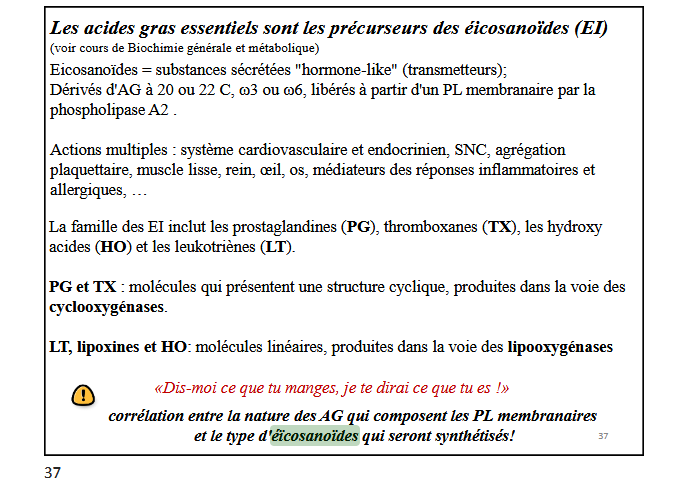 Les acides gras essentiels sont les précurseurs des éicosanoïdes (EI)
(voir cours de Biochimie générale et métabolique)
Eicosanoïdes = substances sécrétées "hormone-like" (transmetteurs);
Dérivés d'AG à 20 ou 22 C, ω3 ou ω6, libérés à partir d'un PL membranaire par la
phospholipase A2 .
Actions multiples : système cardiovasculaire et endocrinien, SNC, agrégation
plaquettaire, muscle lisse, rein, œil, os, médiateurs des réponses inflammatoires et
allergiques, …
La famille des EI inclut les prostaglandines (PG), thromboxanes (TX), les hydroxy
acides (HO) et les leukotriènes (LT).
PG et TX : molécules qui présentent une structure cyclique, produites dans la voie des
cyclooxygénases.
LT, lipoxines et HO: molécules linéaires, produites dans la voie des lipooxygénases
«Dis-moi ce que tu manges, je te dirai ce que tu es !»
corrélation entre la nature des AG qui composent les PL membranaires
et le type d'éïcosanoïdes qui seront synthétisés!
37
37